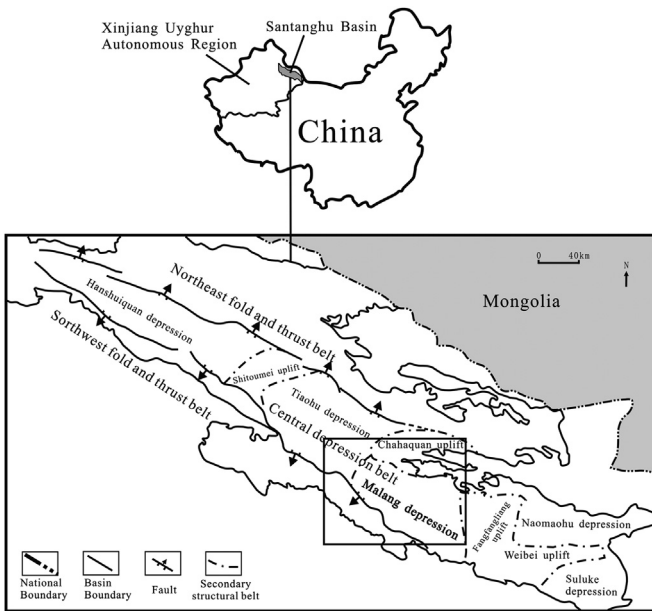 Xinjiang Uyghur
Autonomous Region
Santanghu Basin
China
0 40km
N
Mongolia
Northeast fold and thrust belt
Hanshuiquan depression
Sorthwest fold and thrust belt
Shitoumei uplift
Tiaohu depression
Central depression belt
Chahaquan uplift
Malang depression
Fangfangliang
uplift
Naomaohu depression
Weibei uplift
Suluke
depression
National
Boundary
Basin
Boundary
Fault
Secondary
structural belt